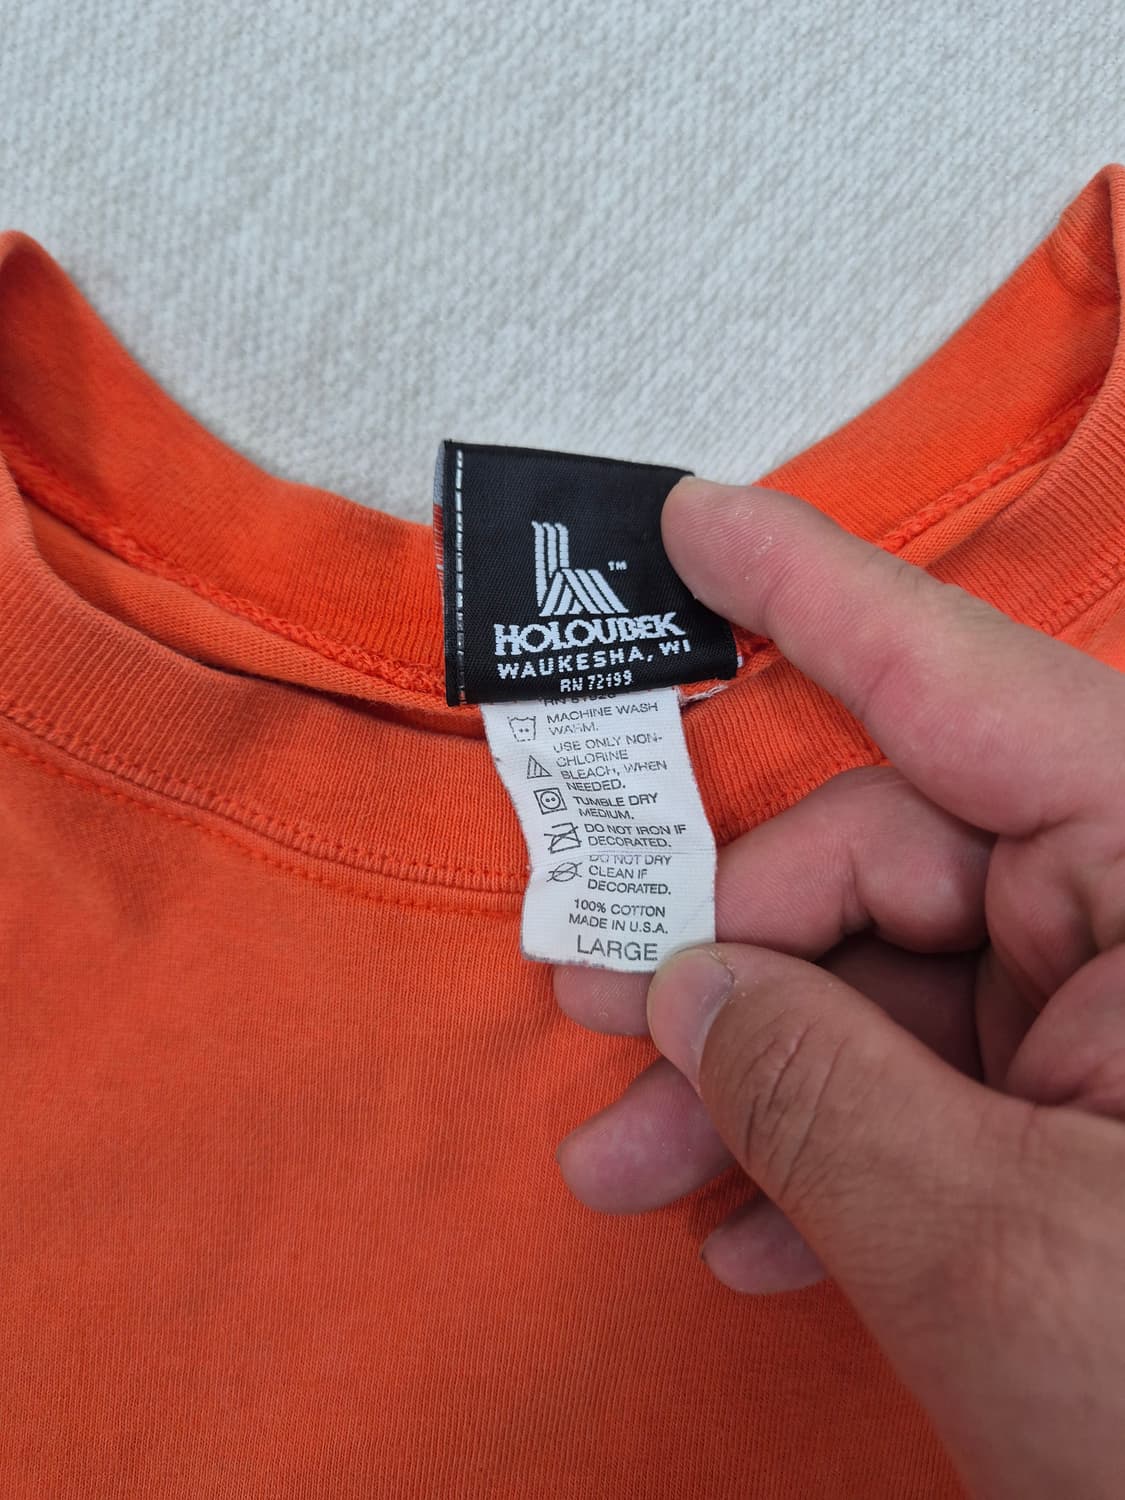 TM
HOLOUBEK
WAUKESHA, WI
RN 72199
MACHINE WASH
WARM.
USE ONLY NON-
CHLORINE
BLEACH, WHEN
NEEDED.
TUMBLE DRY
MEDIUM.
DO NOT IRON IF
DECORATED.
DO NOT DRY
CLEAN IF
DECORATED.
100% COTTON
MADE IN U.S.A.
LARGE